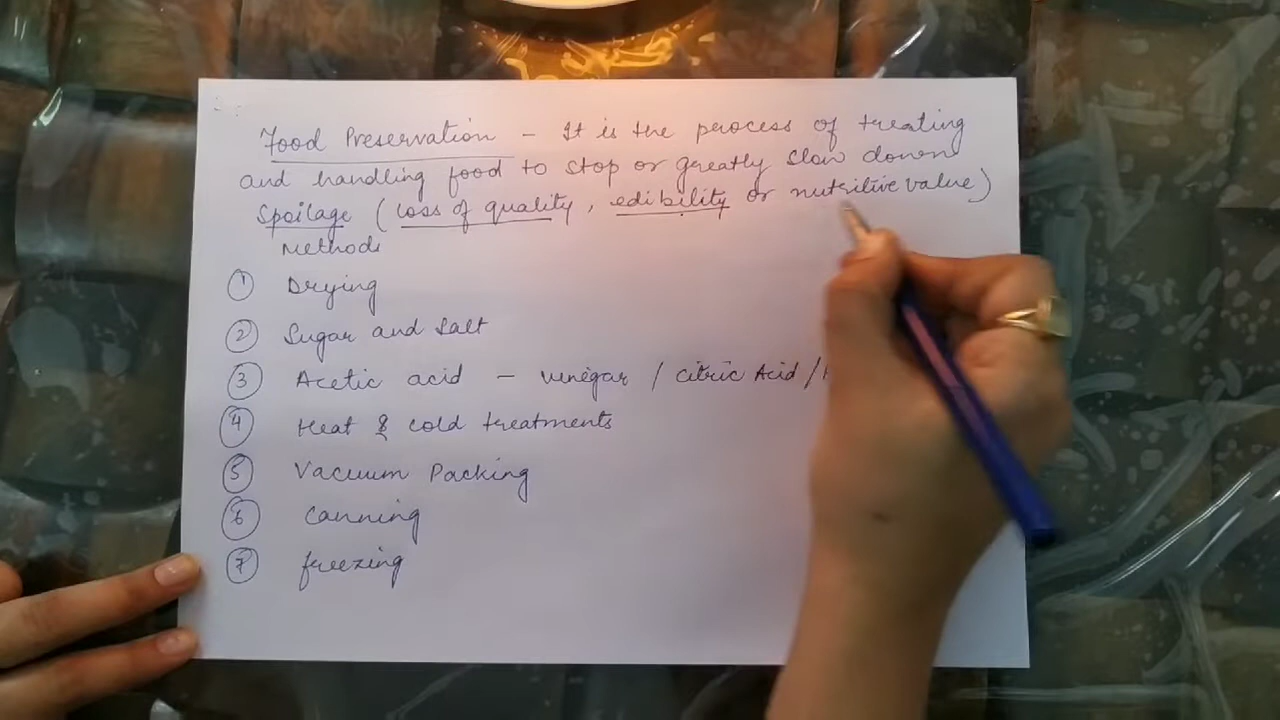 Food Preservation - It is the process of treating
and handling food to stop or greatly slow down
spoilage (loss of quality, edibility or nutritive value)
Methods
① Drying
② Sugar and Salt
③ Acetic acid - vinegar / citric Acid /
④ Heat & cold treatments
⑤ Vacuum Packing
⑥ Canning
⑦ freezing